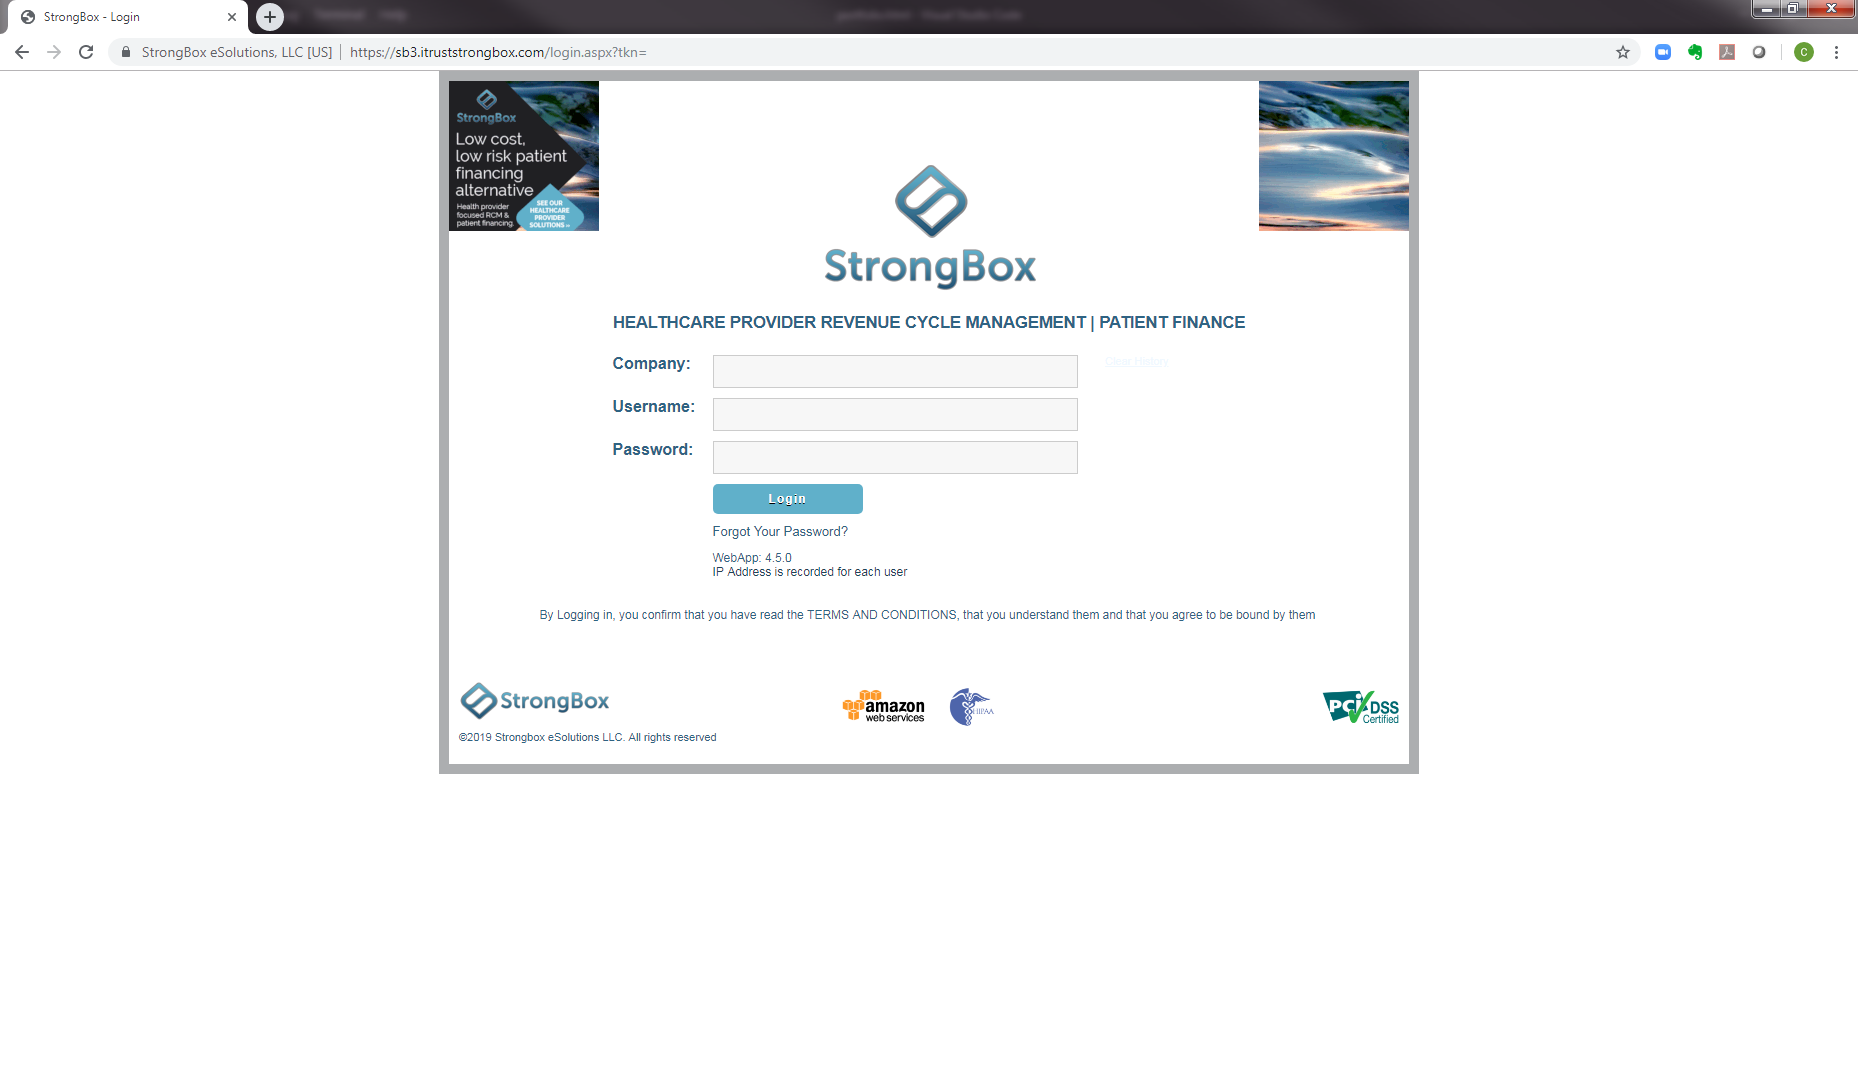 StrongBox - Login
StrongBox eSolutions, LLC [US]
https://sb3.itruststrongbox.com/login.aspx?tkn=
C
StrongBox
Low cost,
low risk patient
financing
alternative
Health provider
focused RCM &
patient financing.
SEE OUR
HEALTHCARE
PROVIDER
SOLUTIONS >>
StrongBox
HEALTHCARE PROVIDER REVENUE CYCLE MANAGEMENT | PATIENT FINANCE
Company:
Clear History
Username:
Password:
Login
Forgot Your Password?
WebApp: 4.5.0
IP Address is recorded for each user
By Logging in, you confirm that you have read the TERMS AND CONDITIONS, that you understand them and that you agree to be bound by them
StrongBox
amazon
web services
HIPAA
PCI DSS
Certified
©2019 Strongbox eSolutions LLC. All rights reserved